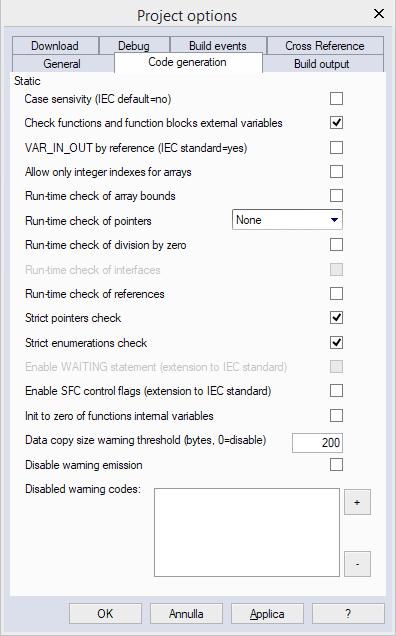 Project options
Download Debug Build events Cross Reference
General Code generation Build output
Static
Case sensivity (IEC default=no)
Check functions and function blocks external variables
VAR_IN_OUT by reference (IEC standard=yes)
Allow only integer indexes for arrays
Run-time check of array bounds
Run-time check of pointers None
Run-time check of division by zero
Run-time check of interfaces
Run-time check of references
Strict pointers check
Strict enumerations check
Enable WAITING statement (extension to IEC standard)
Enable SFC control flags (extension to IEC standard)
Init to zero of functions internal variables
Data copy size warning threshold (bytes, 0=disable) 200
Disable warning emission
Disabled warning codes:
+
-
OK Annulla Applica ?